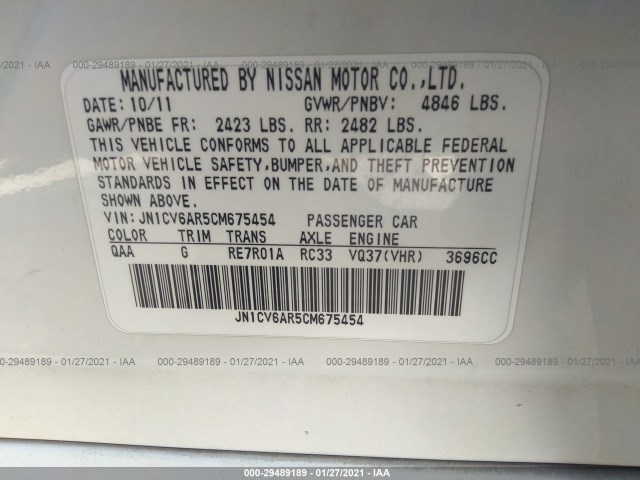 000-29489189 - 01/27/2021 - IAA
MANUFACTURED BY NISSAN MOTOR CO.,LTD.
DATE: 10/11 GVWR/PNBV: 4846 LBS.
GAWR/PNBE FR: 2423 LBS. RR: 2482 LBS.
THIS VEHICLE CONFORMS TO ALL APPLICABLE FEDERAL
MOTOR VEHICLE SAFETY,BUMPER,AND THEFT PREVENTION
STANDARDS IN EFFECT ON THE DATE OF MANUFACTURE
SHOWN ABOVE.
VIN: JN1CV6AR5CM675454 PASSENGER CAR
COLOR TRIM TRANS AXLE ENGINE
QAA G RE7R01A RC33 VQ37(VHR) 3696CC
JN1CV6AR5CM675454
000-29489189 - 01/27/2021 - IAA 000-29489189 - 01/27/2021 - IAA 000-29489189 - 01/27/2021 - IAA
000-29489189 - 01/27/2021 - IAA